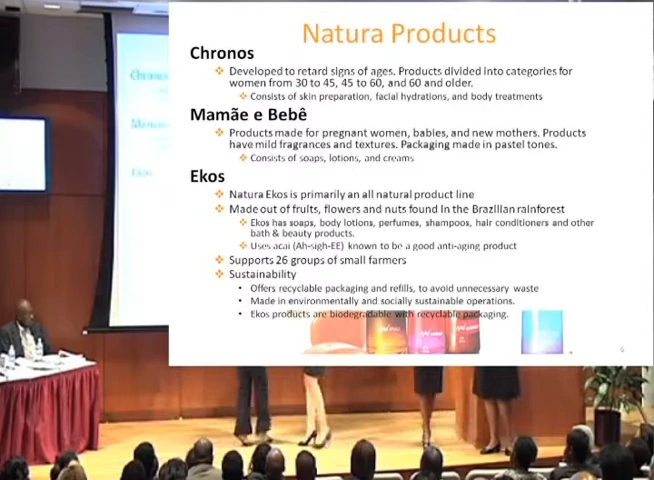 Natura Products
Chronos
Developed to retard signs of ages. Products divided into categories for
women from 30 to 45, 45 to 60, and 60 and older.
Consists of skin preparation, facial hydrations, and body treatments
Mamãe e Bebê
Products made for pregnant women, babies, and new mothers. Products
have mild fragrances and textures. Packaging made in pastel tones.
Consists of soaps, lotions, and creams
Ekos
Natura Ekos is primarily an all natural product line
Made out of fruits, flowers and nuts found in the Brazilian rainforest
Ekos has soaps, body lotions, perfumes, shampoos, hair conditioners and other
bath & beauty products.
Uses acai (Ah-sigh-EE) known to be a good anti-aging product
Supports 26 groups of small farmers
Sustainability
Offers recyclable packaging and refills, to avoid unnecessary waste
Made in environmentally and socially sustainable operations.
Ekos products are biodegradable with recyclable packaging.